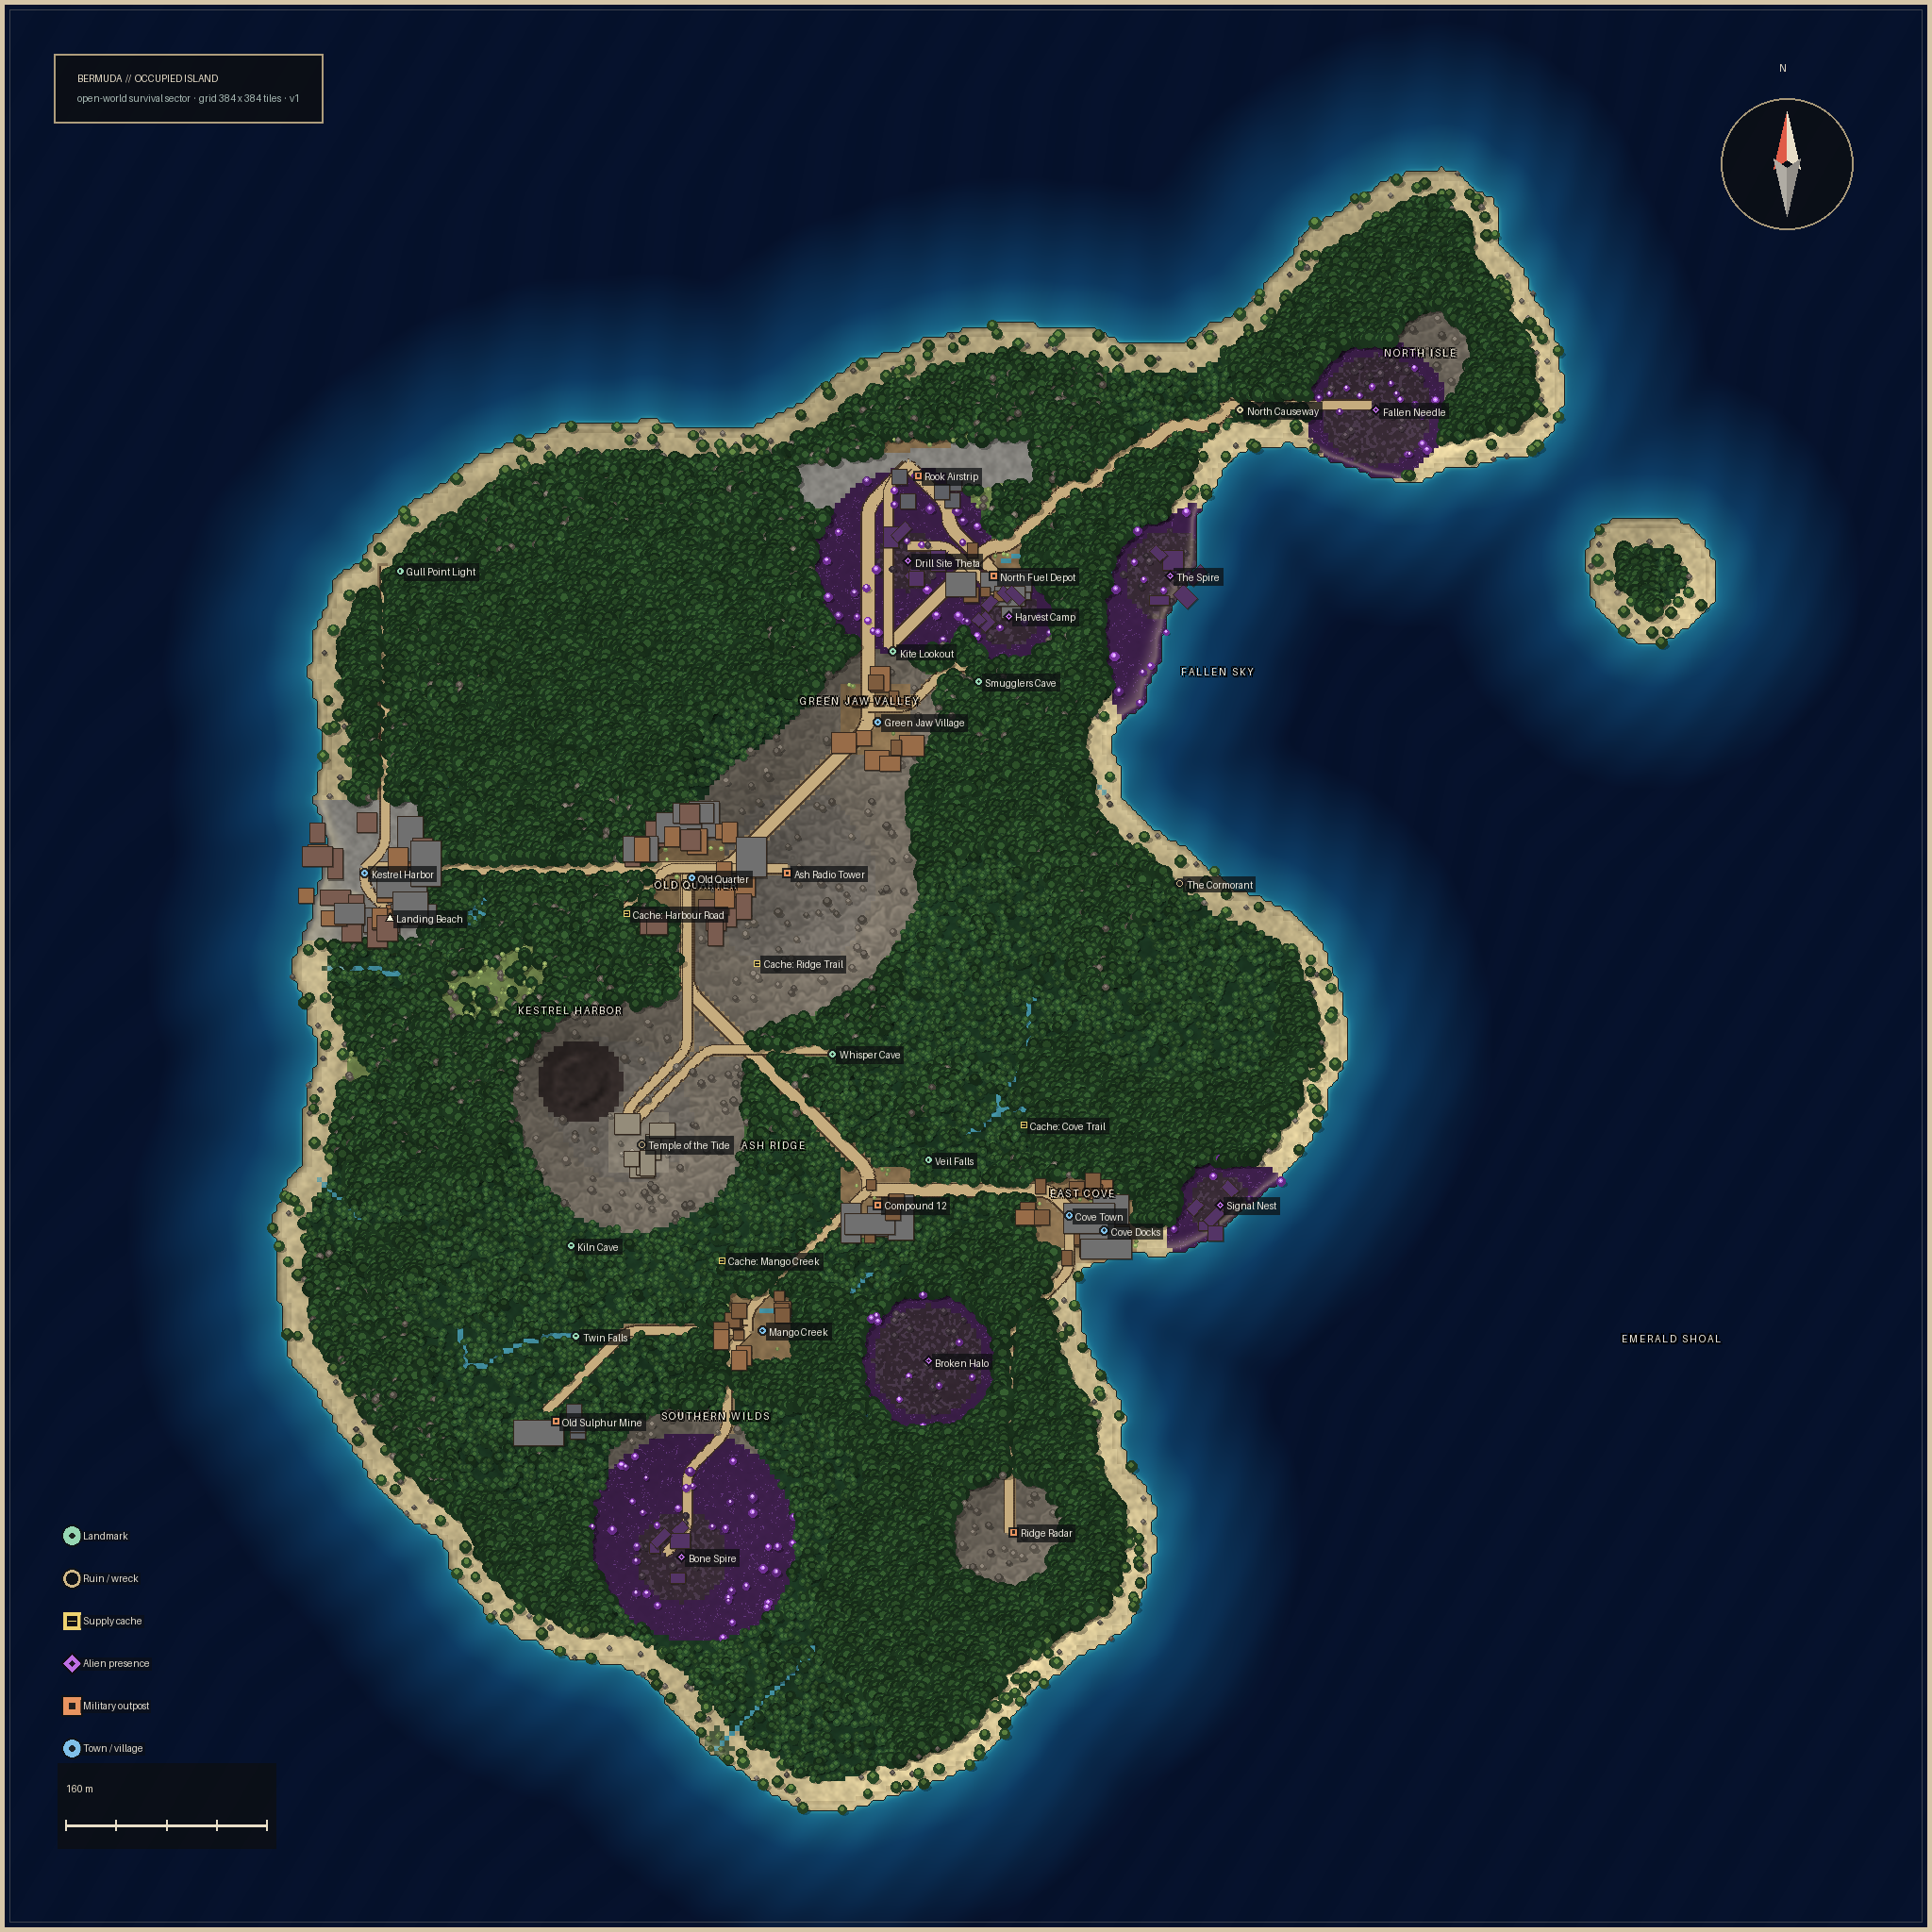 BERMUDA // OCCUPIED ISLAND
open-world survival sector · grid 384 x 384 tiles · v1
N
NORTH ISLE
North Causeway
Fallen Needle
Rook Airstrip
Drill Site Theta
Gull Point Light
North Fuel Depot
The Spire
Harvest Camp
Kite Lookout
FALLEN SKY
Smugglers Cave
GREEN JAW VALLEY
Green Jaw Village
Kestrel Harbor
Ash Radio Tower
Old Quarter
OLD QUARTER
The Cormorant
Cache: Harbour Road
Landing Beach
Cache: Ridge Trail
KESTREL HARBOR
Whisper Cave
Cache: Cove Trail
Temple of the Tide
ASH RIDGE
Veil Falls
EAST COVE
Compound 12
Signal Nest
Cove Town
Cove Docks
Kiln Cave
Cache: Mango Creek
Mango Creek
Twin Falls
EMERALD SHOAL
Broken Halo
SOUTHERN WILDS
Old Sulphur Mine
Ridge Radar
Bone Spire
Landmark
Ruin / wreck
Supply cache
Alien presence
Military outpost
Town / village
160 m